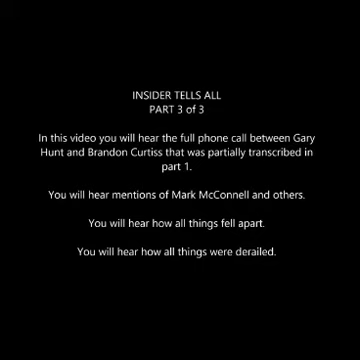 INSIDER TELLS ALL
PART 3 of 3
In this video you will hear the full phone call between Gary
Hunt and Brandon Curtiss that was partially transcribed in
part 1.
You will hear mentions of Mark McConnell and others.
You will hear how all things fell apart.
You will hear how all things were derailed.